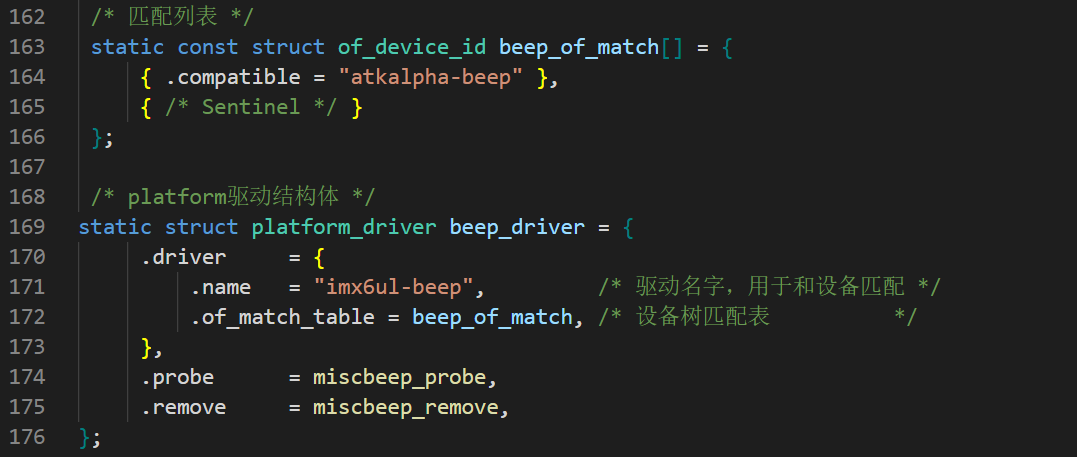 162 /* 匹配列表 */
163 static const struct of_device_id beep_of_match[] = {
164     { .compatible = "atkalpha-beep" },
165     { /* Sentinel */ }
166 };
167
168 /* platform驱动结构体 */
169 static struct platform_driver beep_driver = {
170     .driver     = {
171         .name   = "imx6ul-beep",         /* 驱动名字，用于和设备匹配 */
172         .of_match_table = beep_of_match, /* 设备树匹配表          */
173     },
174     .probe      = miscbeep_probe,
175     .remove     = miscbeep_remove,
176 };